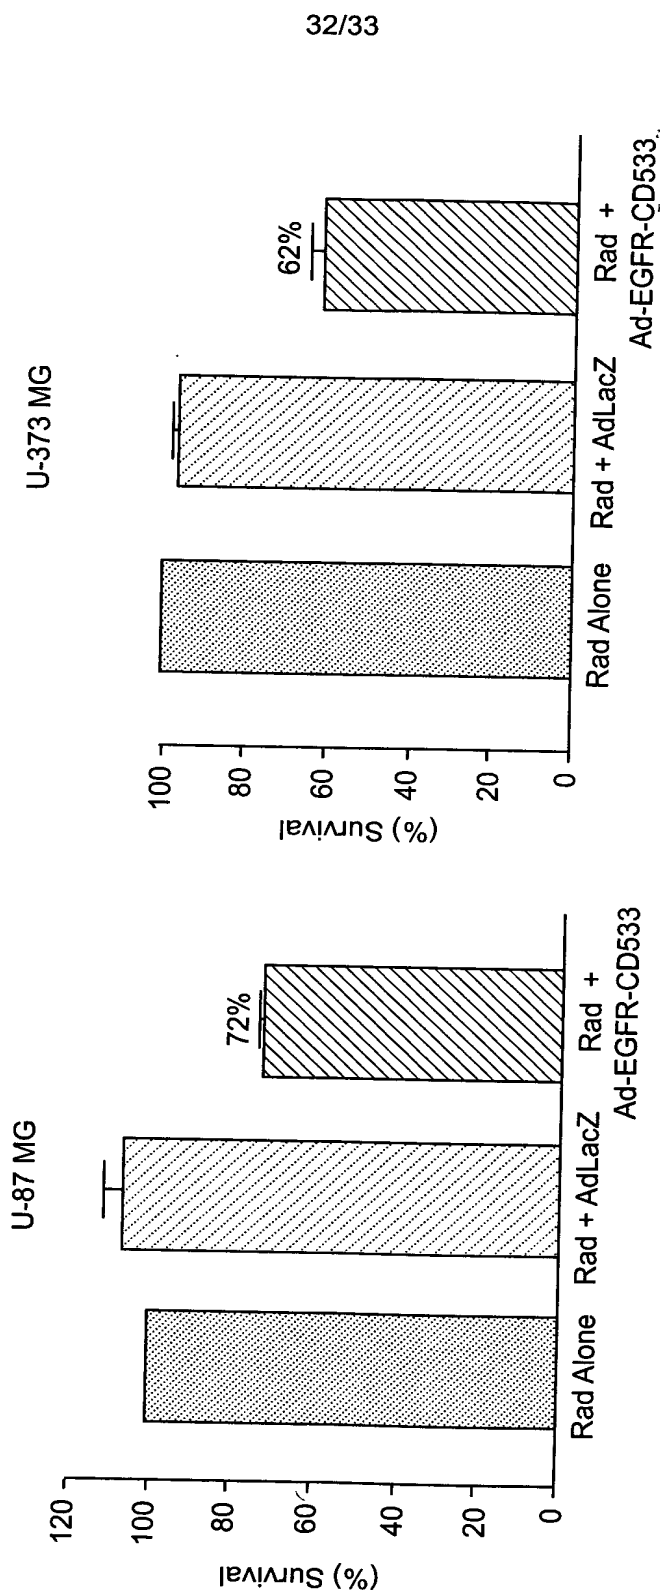 32/33
U-87 MG
(%) Survival
120
100
80
60
40
20
0
72%
Rad Alone
Rad + AdLacZ
Rad +
Ad-EGFR-CD533
U-373 MG
(%) Survival
100
80
60
40
20
0
62%
Rad Alone
Rad + AdLacZ
Rad +
Ad-EGFR-CD533